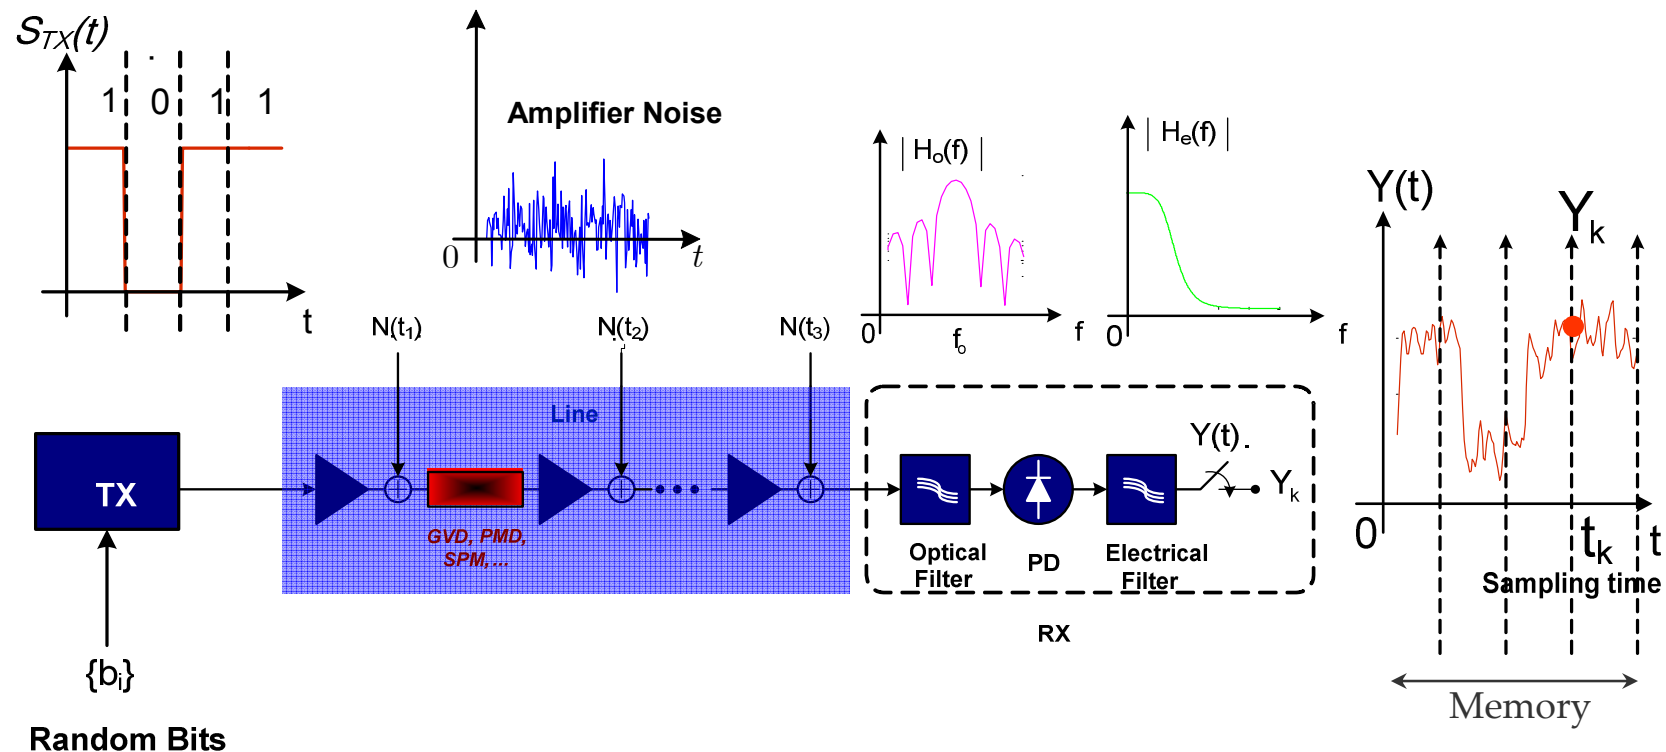 S_TX(t)
1 0 1 1
t
Amplifier Noise
0
t
| H_o(f) |
0
f_o
f
| H_e(f) |
0
f
Y(t)
Y_k
0
t_k
t
Sampling time
Memory
N(t_1)
N(t_2)
N(t_3)
Line
TX
GVD, PMD,
SPM,...
Y(t).
Y_k
Optical
Filter
PD
Electrical
Filter
RX
{b_i}
Random Bits